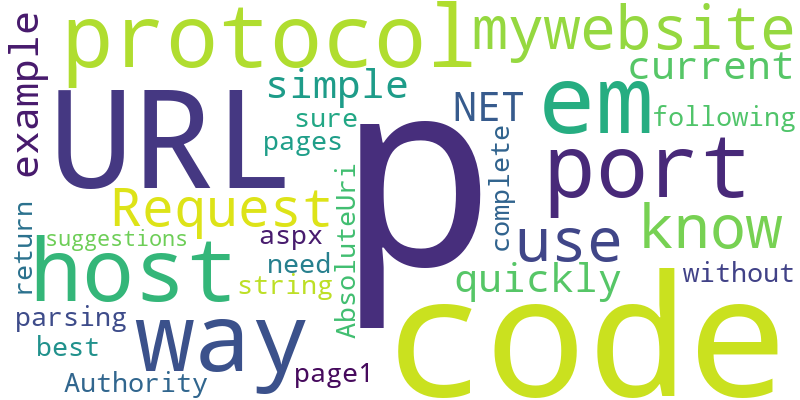 protocol
mywebsite
example
URL
simple
current
p
em
NET
sure
following
pages
port
complete
Request
AbsoluteUri
know
use
return
suggestions
aspx
host
need
quickly
without
string
code
parsing
way
best
page1
Authority